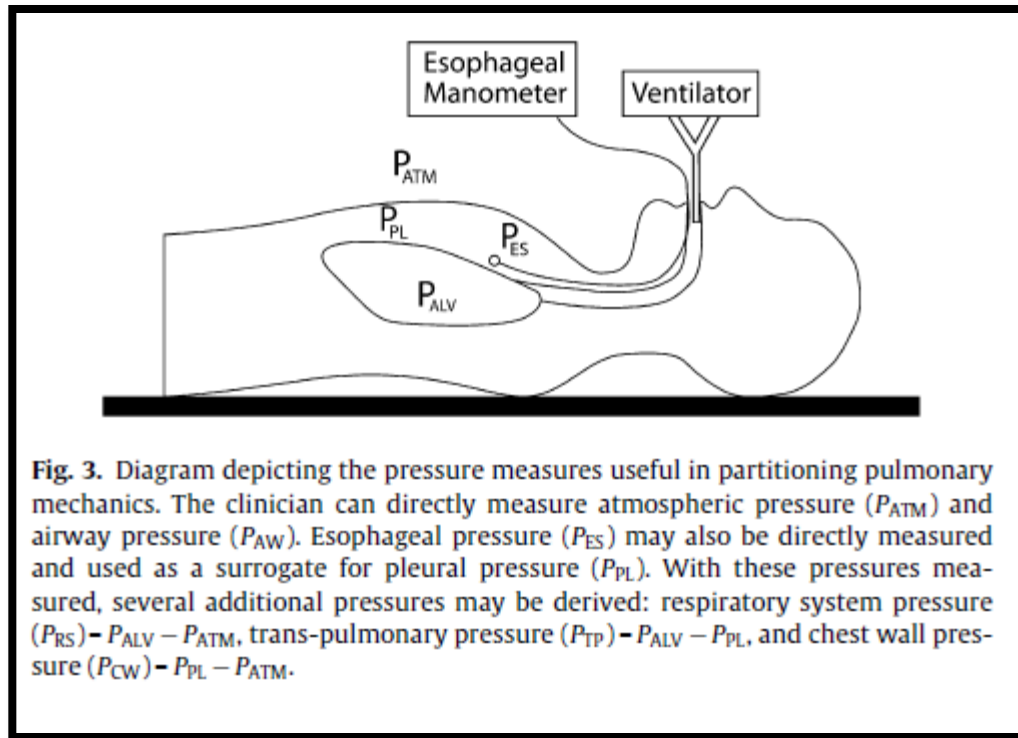 Esophageal
Manometer
Ventilator
PATM
PPL
PES
PALV
Fig. 3. Diagram depicting the pressure measures useful in partitioning pulmonary
mechanics. The clinician can directly measure atmospheric pressure (PATM) and
airway pressure (PAW). Esophageal pressure (PES) may also be directly measured
and used as a surrogate for pleural pressure (PPL). With these pressures mea-
sured, several additional pressures may be derived: respiratory system pressure
(PRS) – PALV − PATM, trans-pulmonary pressure (PTP) – PALV − PPL, and chest wall pres-
sure (PCW) – PPL − PATM.